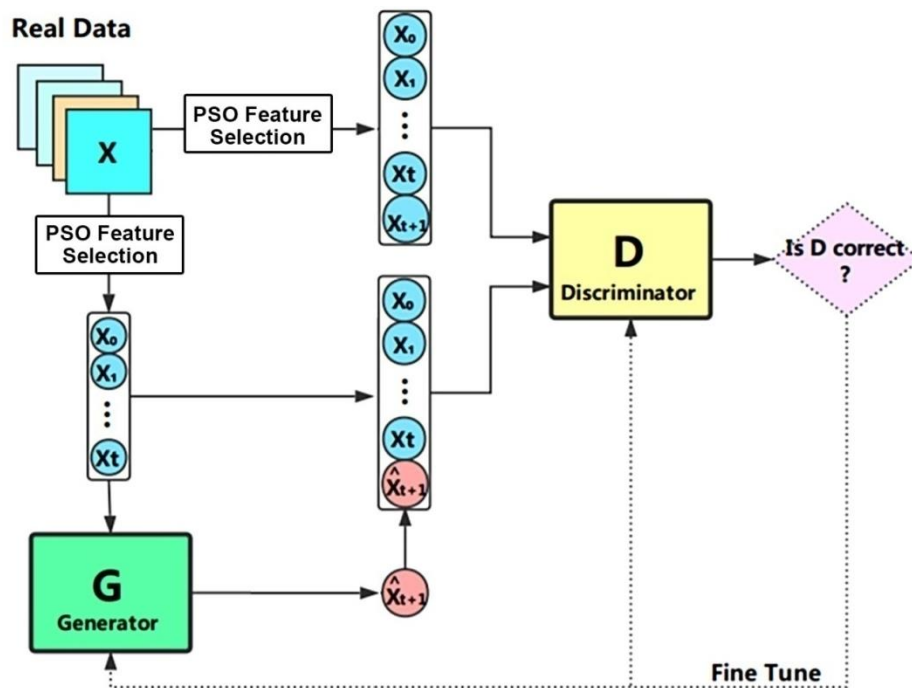 Real Data
X
PSO Feature
Selection
X₀
X₁
⋮
Xt
Xt+1
PSO Feature
Selection
X₀
X₁
⋮
Xt
X₀
X₁
⋮
Xt
X̂t+1
D
Discriminator
Is D correct
?
G
Generator
X̂t+1
Fine Tune